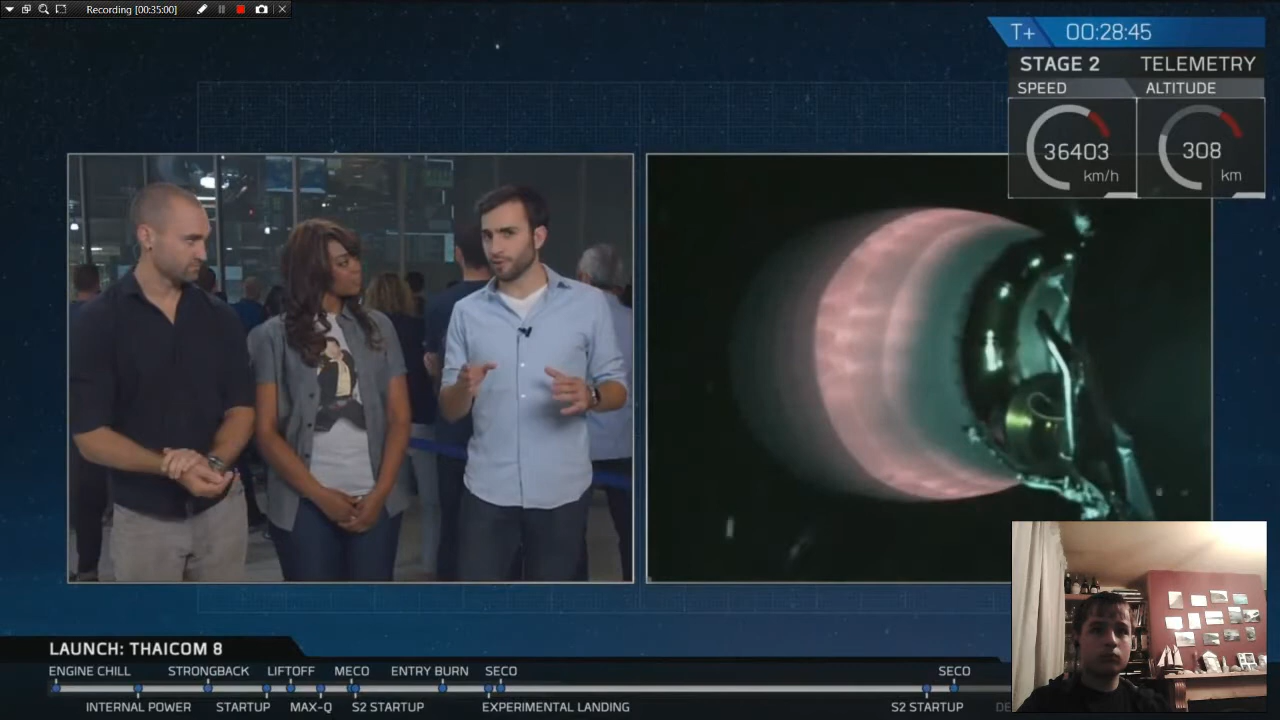 Recording [00:35:00]
T+ 00:28:45
STAGE 2 TELEMETRY
SPEED ALTITUDE
36403 308
km/h km
LAUNCH: THAICOM 8
ENGINE CHILL STRONGBACK LIFTOFF MECO ENTRY BURN SECO SECO
INTERNAL POWER STARTUP MAX-Q S2 STARTUP EXPERIMENTAL LANDING S2 STARTUP DE